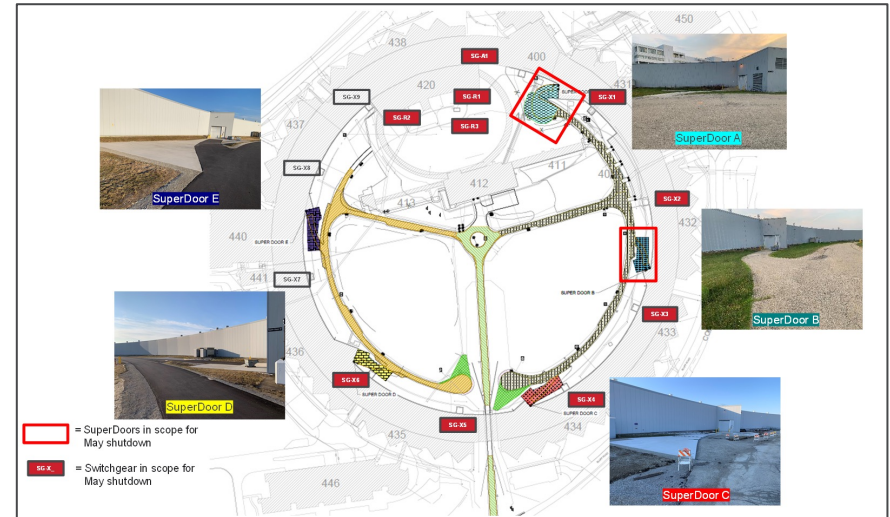 450
438
400
SG-A1
420
SG-X9
SG-R1
SG-X1
SG-R2
SG-R3
437
SuperDoor A
SuperDoor E
SG-X8
411
412
413
SG-X2
432
440
SUPER DOOR E
441
SG-X7
SUPER DOOR B
SuperDoor B
SG-X3
433
436
SuperDoor D
SG-X6
SUPER DOOR D
SG-X4
SUPER DOOR C
SG-X5
435
434
446
SuperDoor C
= SuperDoors in scope for
May shutdown
SG-X_
= Switchgear in scope for
May shutdown